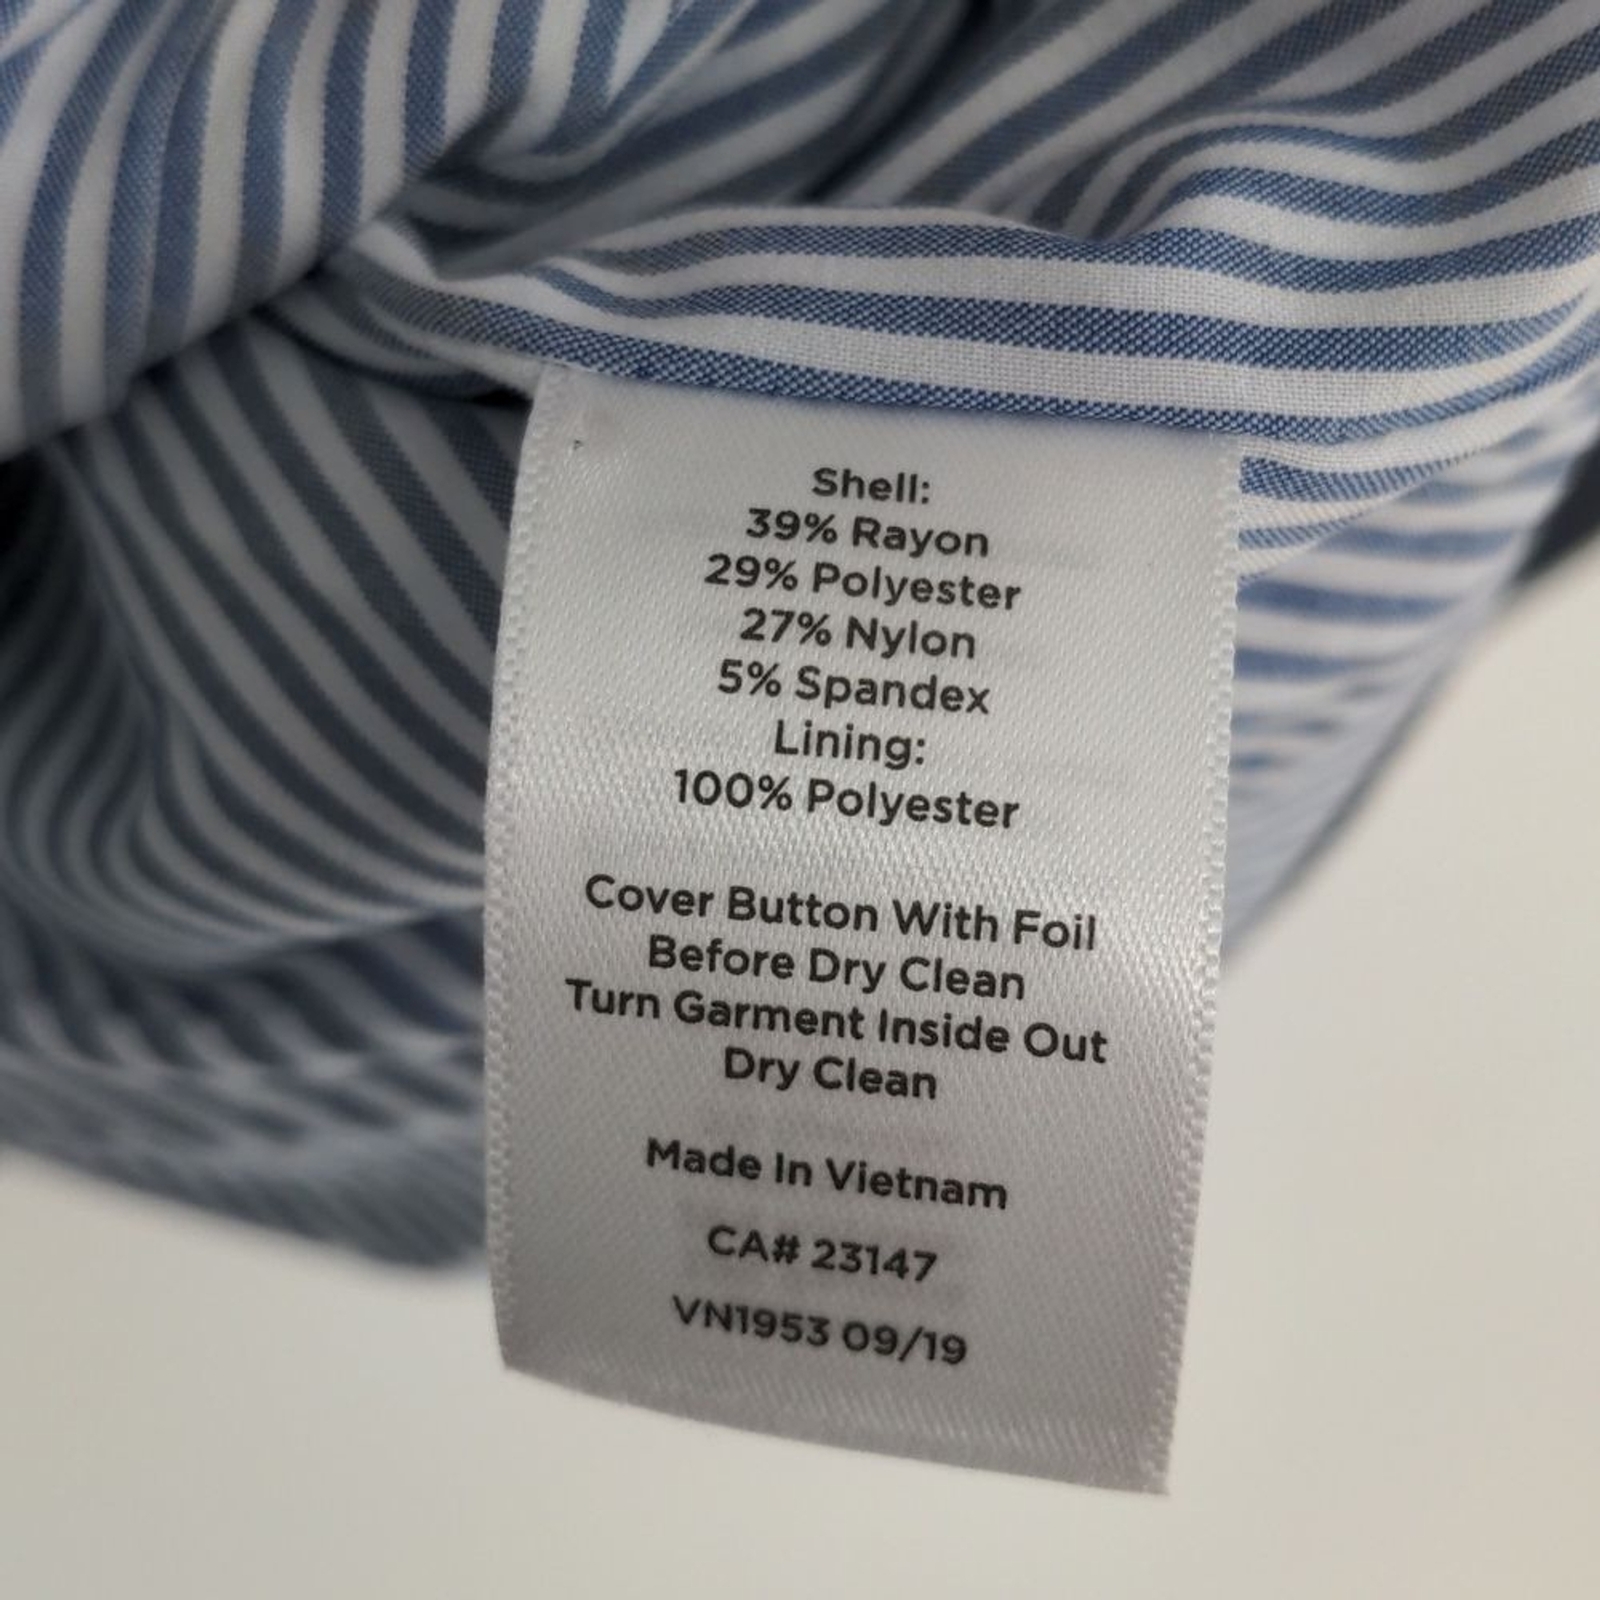 Shell:
39% Rayon
29% Polyester
27% Nylon
5% Spandex
Lining:
100% Polyester
Cover Button With Foil
Before Dry Clean
Turn Garment Inside Out
Dry Clean
Made In Vietnam
CA# 23147
VN1953 09/19